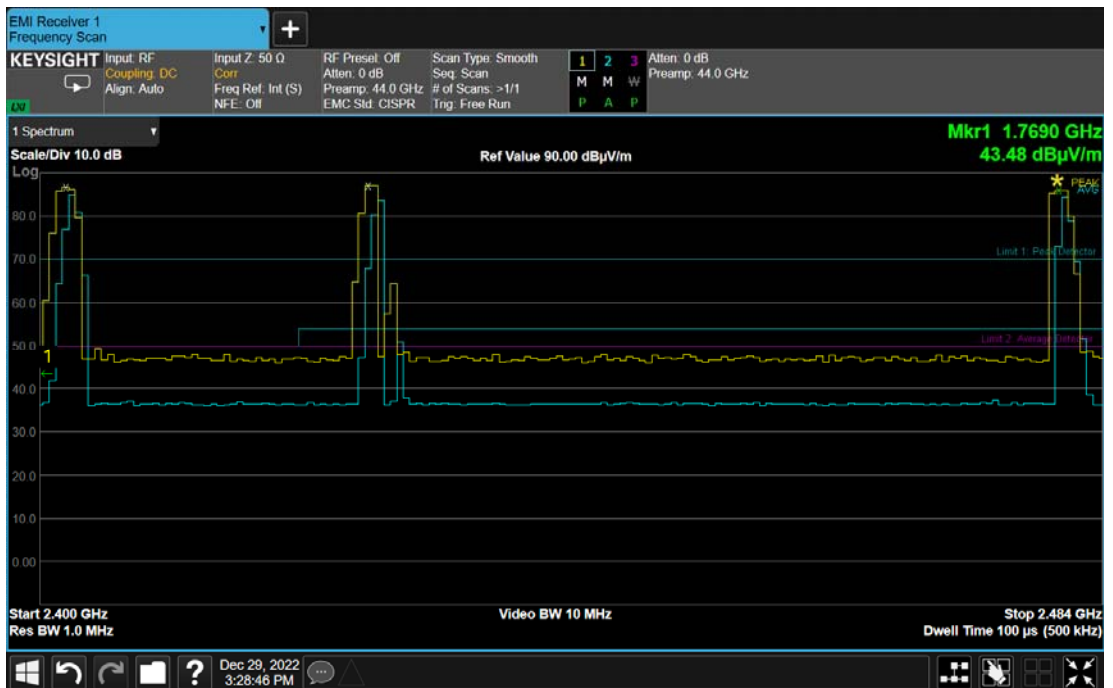 EMI Receiver 1
Frequency Scan
+
KEYSIGHT
LXI
Input: RF
Coupling: DC
Align: Auto
Input Z: 50 Ω
Corr
Freq Ref: Int (S)
NFE: Off
RF Presel: Off
Atten: 0 dB
Preamp: 44.0 GHz
EMC Std: CISPR
Scan Type: Smooth
Seq: Scan
# of Scans: >1/1
Trig: Free Run
1 2 3
M M W
P A P
Atten: 0 dB
Preamp: 44.0 GHz
1 Spectrum
Scale/Div 10.0 dB
Ref Value 90.00 dBµV/m
Mkr1 1.7690 GHz
43.48 dBµV/m
Log
PEAK
AVG
80.0
70.0
Limit 1: Peak Detector
60.0
50.0
Limit 2: Average Detector
1
40.0
30.0
20.0
10.0
0.00
Start 2.400 GHz
Res BW 1.0 MHz
Video BW 10 MHz
Stop 2.484 GHz
Dwell Time 100 µs (500 kHz)
?
Dec 29, 2022
3:28:46 PM